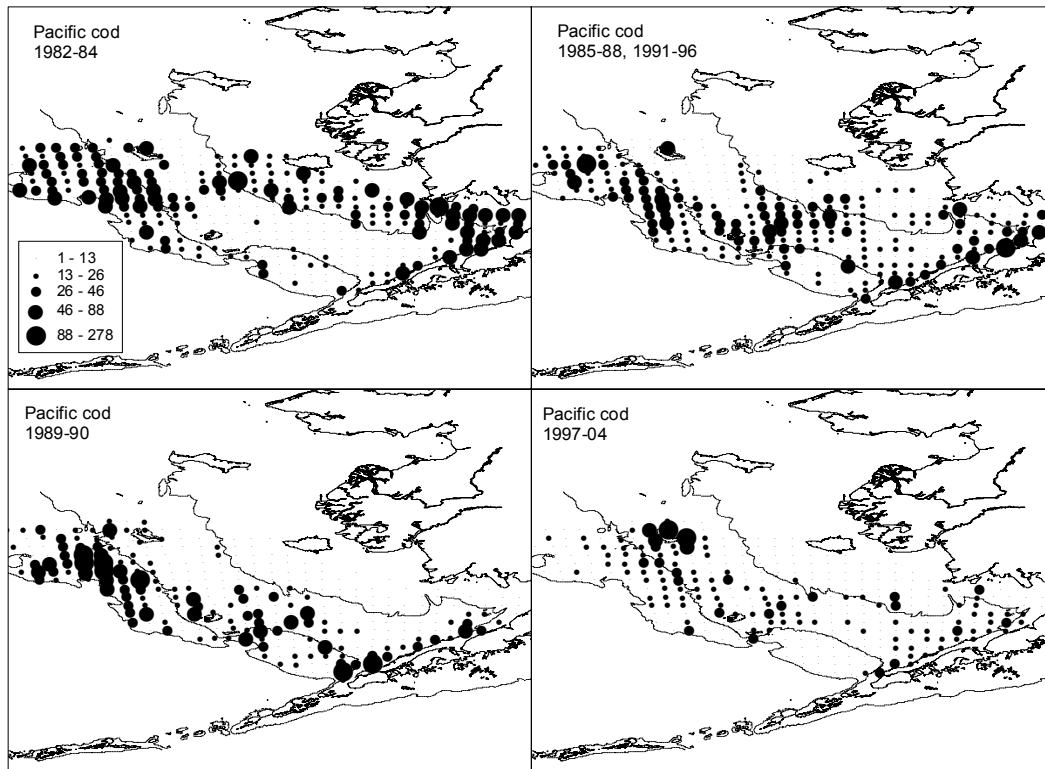 Pacific cod
1982-84
Pacific cod
1985-88, 1991-96
1 - 13
13 - 26
26 - 46
46 - 88
88 - 278
Pacific cod
1989-90
Pacific cod
1997-04